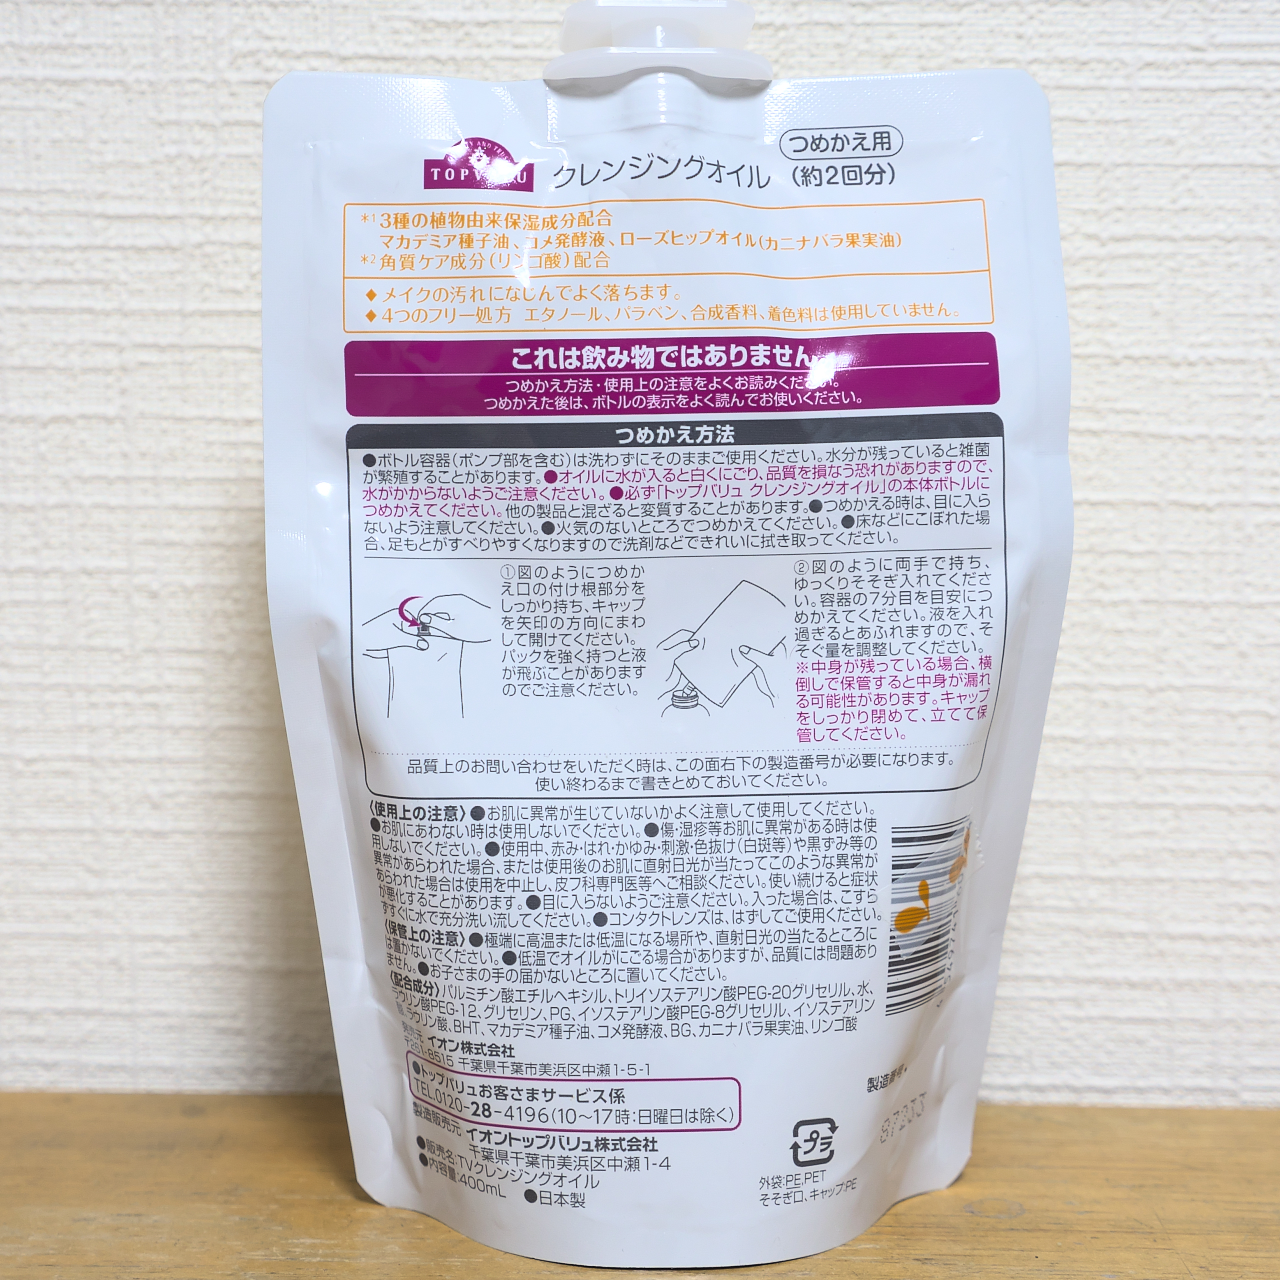 TOPVALU
クレンジングオイル
つめかえ用
(約2回分)
*1 3種の植物由来保湿成分配合
マカデミア種子油、コメ発酵液、ローズヒップオイル(カニナバラ果実油)
*2 角質ケア成分(リンゴ酸)配合
♦メイクの汚れになじんでよく落ちます。
♦4つのフリー処方 エタノール、パラベン、合成香料、着色料は使用していません。
これは飲み物ではありません
つめかえ方法・使用上の注意をよくお読みください。
つめかえた後は、ボトルの表示をよく読んでお使いください。
つめかえ方法
●ボトル容器(ポンプ部を含む)は洗わずにそのままご使用ください。水分が残っていると雑菌
が繁殖することがあります。●オイルに水が入ると白くにごり、品質を損なう恐れがありますので、
水がかからないようご注意ください。●必ず「トップバリュ クレンジングオイル」の本体ボトルに
つめかえてください。他の製品と混ざると変質することがあります。●つめかえる時は、目に入ら
ないよう注意してください。●火気のないところでつめかえてください。●床などにこぼれた場
合、足もとがすべりやすくなりますので洗剤などできれいに拭き取ってください。
①図のようにつめか
え口の付け根部分を
しっかり持ち、キャップ
を矢印の方向にまわ
して開けてください。
パックを強く持つと液
が飛ぶことがあります
のでご注意ください。
②図のように両手で持ち、
ゆっくりそそぎ入れてくださ
い。容器の7分目を目安につ
めかえてください。液を入れ
過ぎるとあふれますので、そ
そぐ量を調整してください。
※中身が残っている場合、横
倒しで保管すると中身が漏れ
る可能性があります。キャップ
をしっかり閉めて、立てて保
管してください。
品質上のお問い合わせをいただく時は、この面右下の製造番号が必要になります。
使い終わるまで書きとめておいてください。
〈使用上の注意〉●お肌に異常が生じていないかよく注意して使用してください。
●お肌にあわない時は使用しないでください。●傷・湿疹等お肌に異常がある時は使
用しないでください。●使用中、赤み・はれ・かゆみ・刺激・色抜け(白斑等)や黒ずみ等の
異常があらわれた場合、または使用後のお肌に直射日光が当たってこのような異常が
あらわれた場合は使用を中止し、皮フ科専門医等へご相談ください。使い続けると症状
が悪化することがあります。●目に入らないようご注意ください。入った場合は、こすら
ずすぐに水で充分洗い流してください。●コンタクトレンズは、はずしてご使用ください。
〈保管上の注意〉●極端に高温または低温になる場所や、直射日光の当たるところに
は置かないでください。●低温でオイルがにごる場合がありますが、品質には問題あり
ません。●お子さまの手の届かないところに置いてください。
〈配合成分〉パルミチン酸エチルヘキシル、トリイソステアリン酸PEG-20グリセリル、水、
ラウリン酸PEG-12、グリセリン、PG、イソステアリン酸PEG-8グリセリル、イソステアリン
酸、ラウリン酸、BHT、マカデミア種子油、コメ発酵液、BG、カニナバラ果実油、リンゴ酸
発売元 イオン株式会社
〒261-8515 千葉県千葉市美浜区中瀬1-5-1
●トップバリュお客さまサービス係
TEL.0120-28-4196(10～17時:日曜日は除く)
製造販売元 イオントップバリュ株式会社
千葉県千葉市美浜区中瀬1-4
●販売名:TVクレンジングオイル
●内容量:400mL ●日本製
製造番号
プラ
外袋:PE,PET
そそぎ口、キャップ:PE